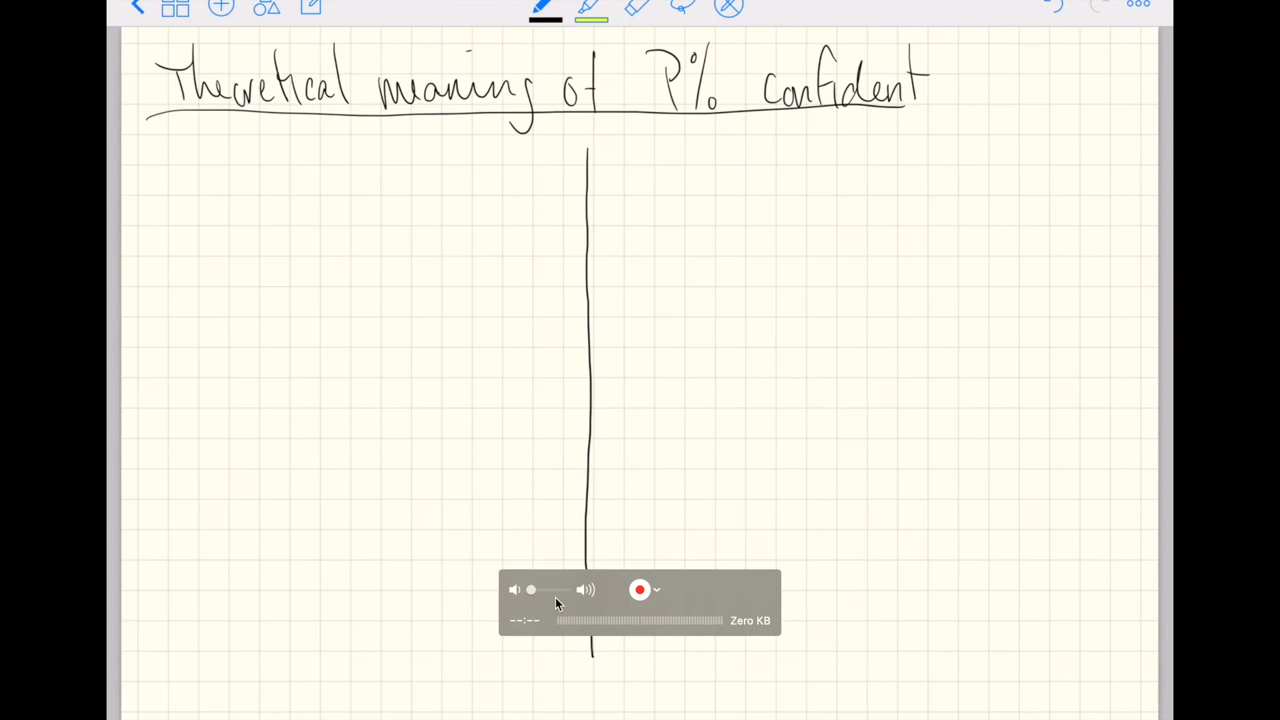 Theoretical meaning of P% confident
--:-- Zero KB